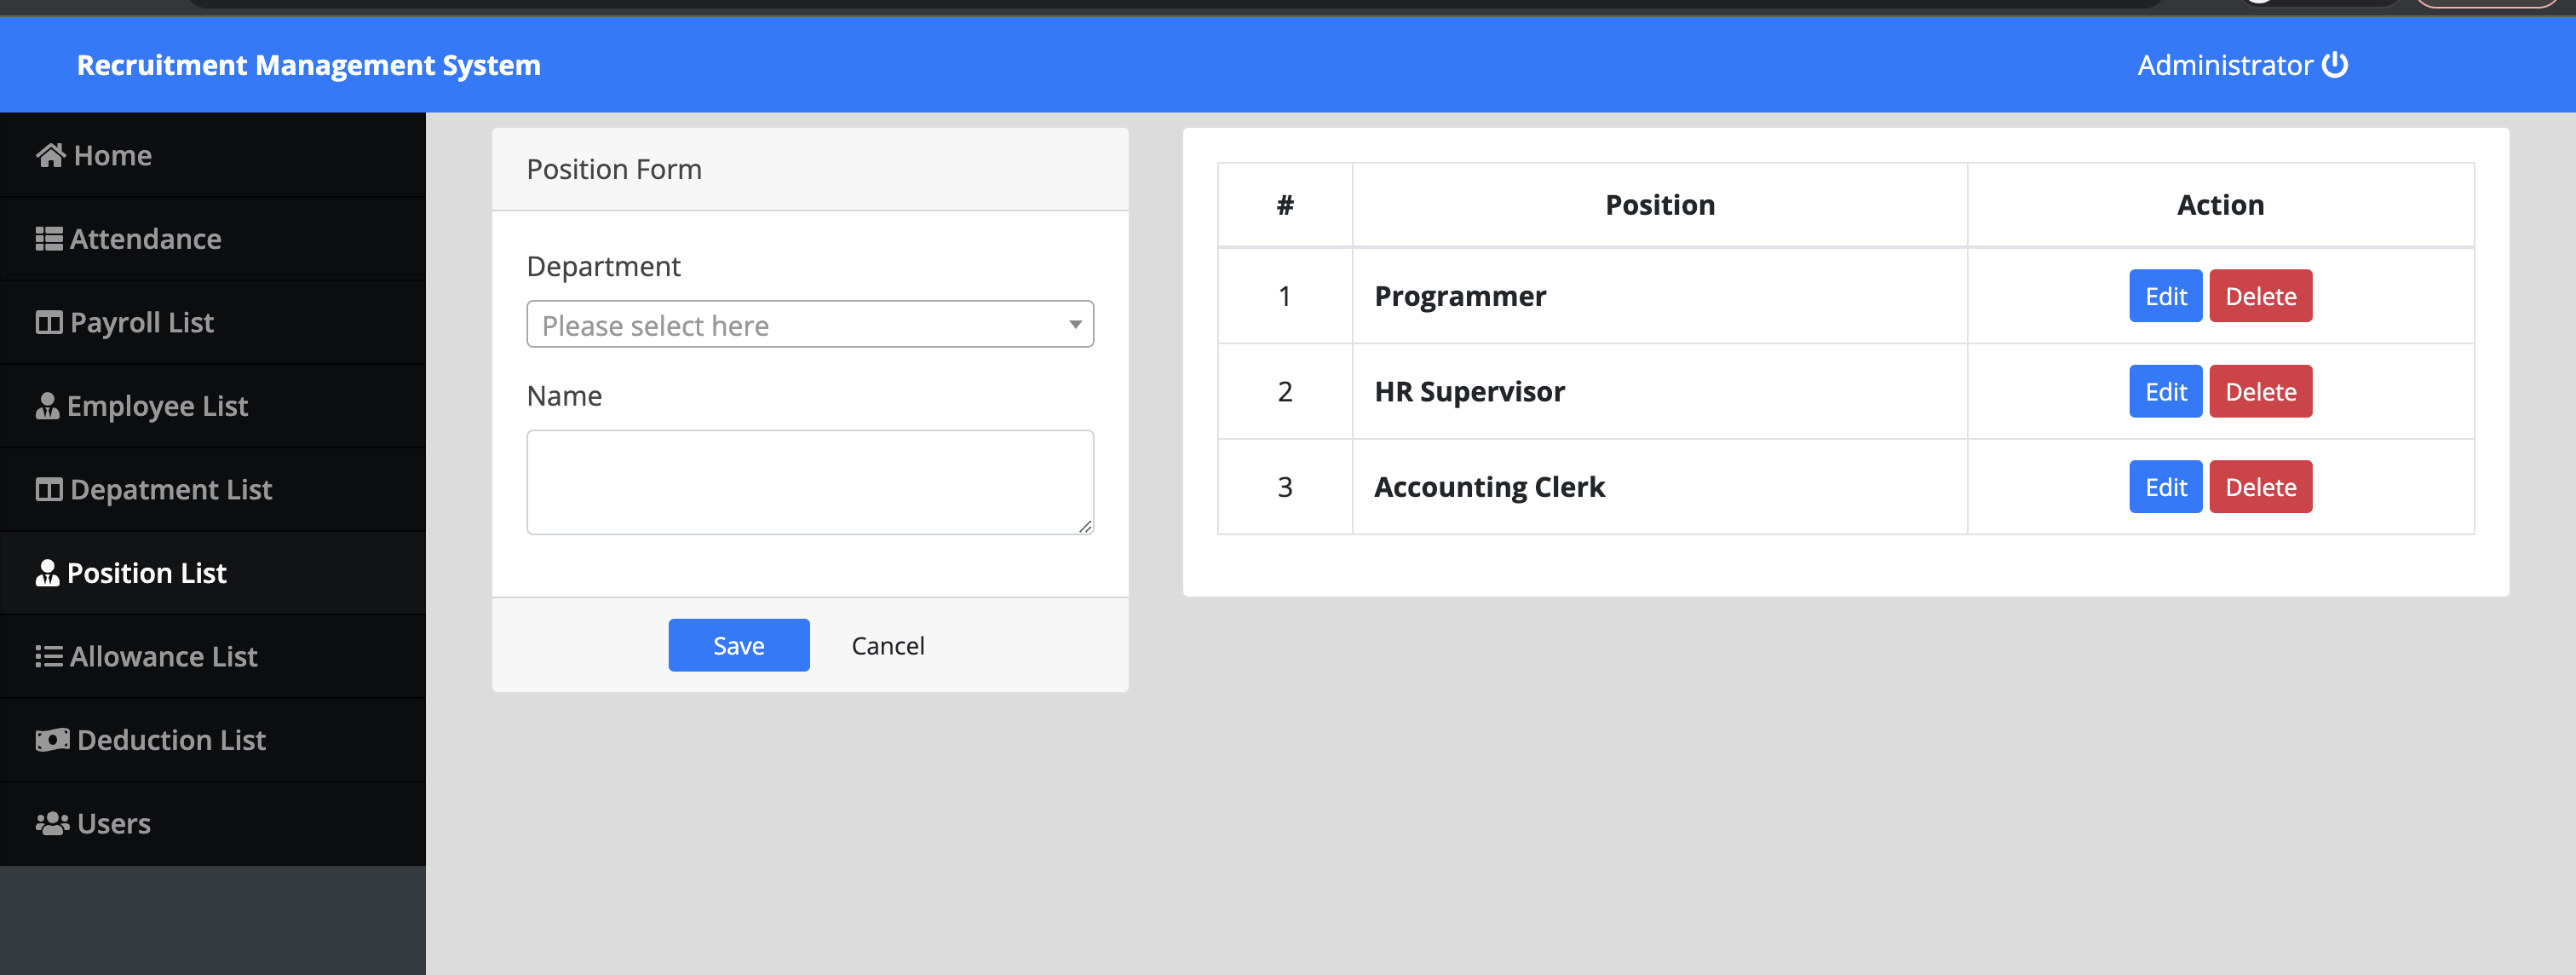 Recruitment Management System
Administrator
Home
Attendance
Payroll List
Employee List
Depatment List
Position List
Allowance List
Deduction List
Users
Position Form
Department
Please select here
Name
Save Cancel
# Position Action
1 Programmer Edit Delete
2 HR Supervisor Edit Delete
3 Accounting Clerk Edit Delete